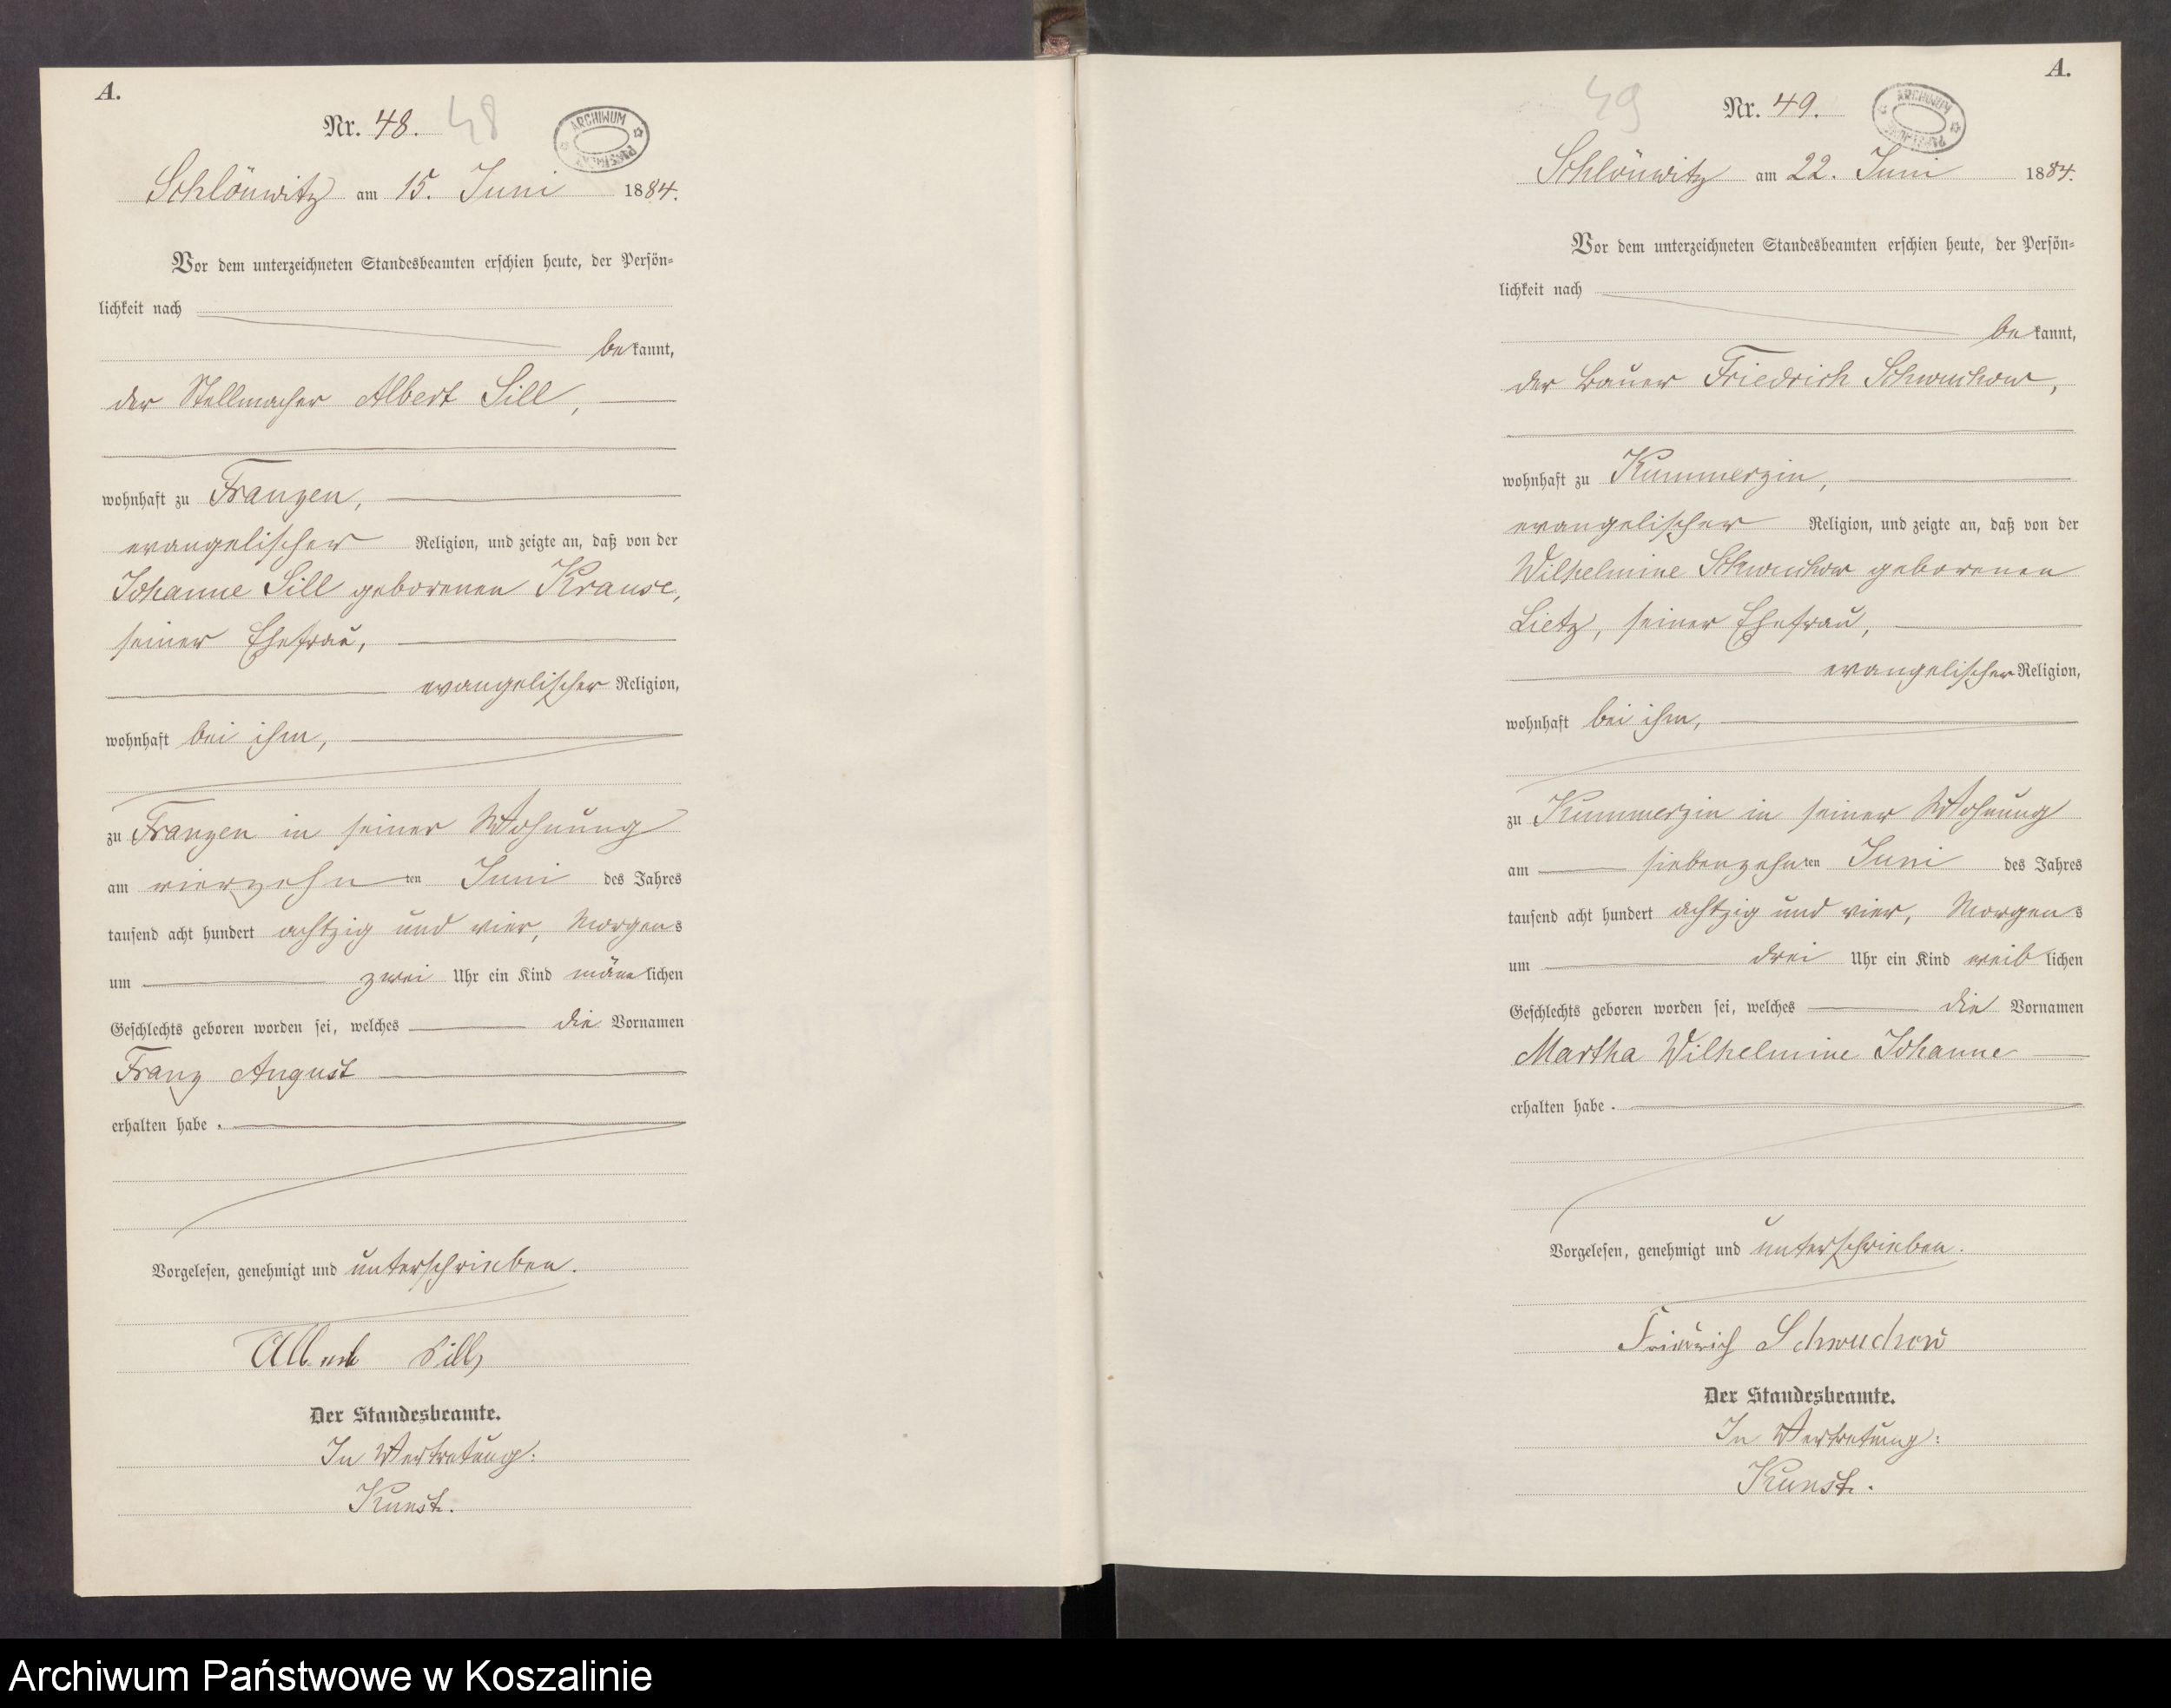 A.
Nr. 48.
48
ARCHIWUM
Schlönwitz am 15. Juni 1884.
Vor dem unterzeichneten Standesbeamten erschien heute, der Persön-
lichkeit nach
bekannt,
der Stellmacher Albert Sill,
wohnhaft zu Franzen,
evangelischer Religion, und zeigte an, daß von der
Johanne Sill geborenen Krause,
seiner Ehefrau,
evangelischer Religion,
wohnhaft bei ihm,
zu Franzen in seiner Wohnung
am vierzehnten Juni des Jahres
tausend acht hundert achtzig und vier, Morgens
um zwei Uhr ein Kind männlichen
Geschlechts geboren worden sei, welches die Vornamen
Franz August
erhalten habe.
Vorgelesen, genehmigt und unterschrieben.
Albert Sill
Der Standesbeamte.
In Vertretung:
Kunst.
A.
Nr. 49.
49
ARCHIWUM
Schlönwitz am 22. Juni 1884.
Vor dem unterzeichneten Standesbeamten erschien heute, der Persön-
lichkeit nach
bekannt,
der Bauer Friedrich Schwuchow,
wohnhaft zu Kummerzin,
evangelischer Religion, und zeigte an, daß von der
Wilhelmine Schwuchow geborenen
Lietz, seiner Ehefrau,
evangelischer Religion,
wohnhaft bei ihm,
zu Kummerzin in seiner Wohnung
am siebenzehnten Juni des Jahres
tausend acht hundert achtzig und vier, Morgens
um drei Uhr ein Kind weiblichen
Geschlechts geboren worden sei, welches die Vornamen
Martha Wilhelmine Johanne
erhalten habe.
Vorgelesen, genehmigt und unterschrieben.
Friedrich Schwuchow
Der Standesbeamte.
In Vertretung:
Kunst.
Archiwum Państwowe w Koszalinie